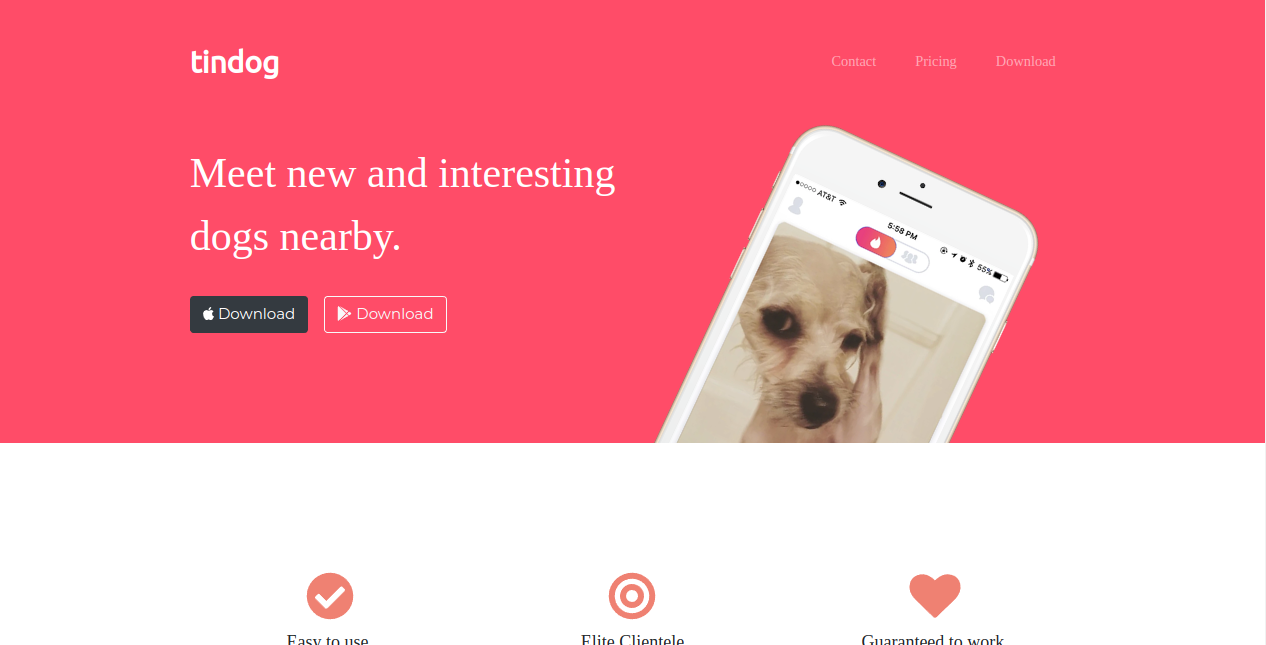 tindog
Contact Pricing Download
Meet new and interesting
dogs nearby.
Download Download
AT&T
5:58 PM
55%
Easy to use Elite Clientele Guaranteed to work